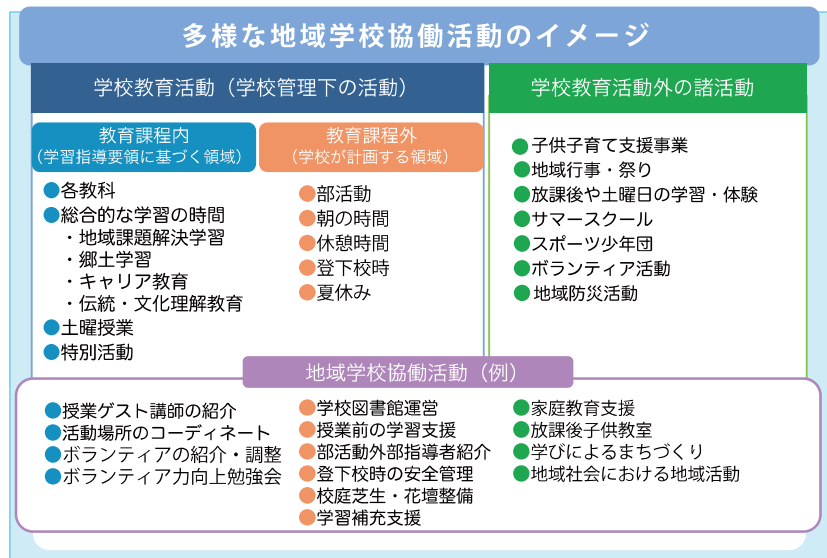 多様な地域学校協働活動のイメージ
学校教育活動（学校管理下の活動）
教育課程内
（学習指導要領に基づく領域）
●各教科
●総合的な学習の時間
・地域課題解決学習
・郷土学習
・キャリア教育
・伝統・文化理解教育
●土曜授業
●特別活動
教育課程外
（学校が計画する領域）
●部活動
●朝の時間
●休憩時間
●登下校時
●夏休み
学校教育活動外の諸活動
●子供子育て支援事業
●地域行事・祭り
●放課後や土曜日の学習・体験
●サマースクール
●スポーツ少年団
●ボランティア活動
●地域防災活動
地域学校協働活動（例）
●授業ゲスト講師の紹介
●活動場所のコーディネート
●ボランティアの紹介・調整
●ボランティア力向上勉強会
●学校図書館運営
●授業前の学習支援
●部活動外部指導者紹介
●登下校時の安全管理
●校庭芝生・花壇整備
●学習補充支援
●家庭教育支援
●放課後子供教室
●学びによるまちづくり
●地域社会における地域活動